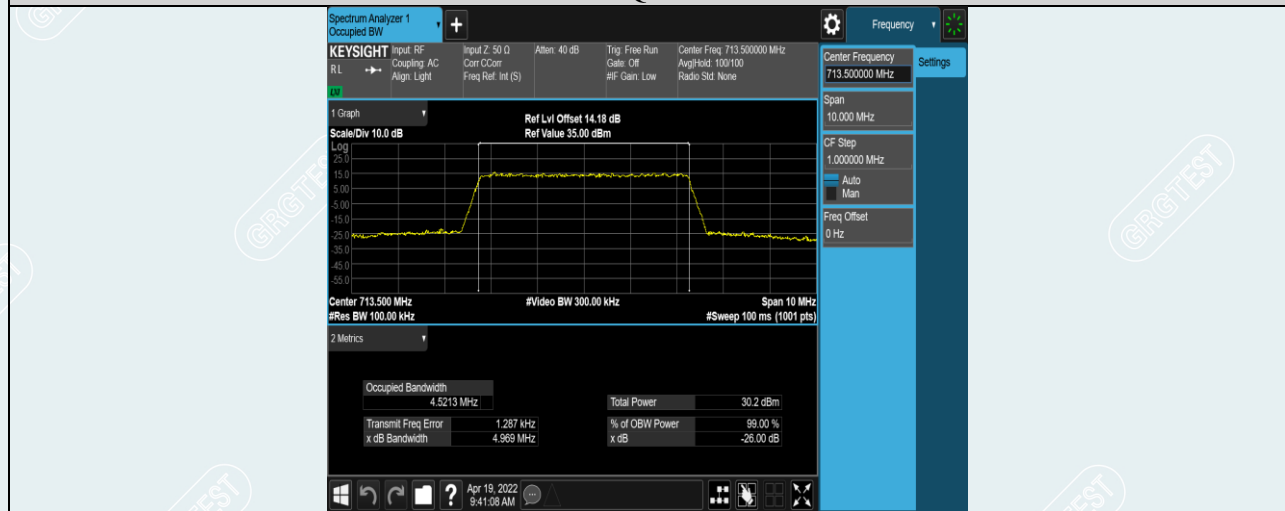 Spectrum Analyzer 1
Occupied BW
Frequency
KEYSIGHT
RL
LW
Input: RF
Coupling: AC
Align: Light
Input Z: 50 Ω
Corr CCorr
Freq Ref: Int (S)
Atten: 40 dB
Trig: Free Run
Gate: Off
#IF Gain: Low
Center Freq: 713.500000 MHz
Avg|Hold: 100/100
Radio Std: None
Center Frequency
713.500000 MHz
Settings
Span
10.000 MHz
CF Step
1.000000 MHz
Auto
Man
Freq Offset
0 Hz
1 Graph
Scale/Div 10.0 dB
Ref Lvl Offset 14.18 dB
Ref Value 35.00 dBm
Log
25.0
15.0
5.00
-5.00
-15.0
-25.0
-35.0
-45.0
-55.0
Center 713.500 MHz
#Res BW 100.00 kHz
#Video BW 300.00 kHz
Span 10 MHz
#Sweep 100 ms (1001 pts)
2 Metrics
Occupied Bandwidth
4.5213 MHz
Total Power 30.2 dBm
Transmit Freq Error 1.287 kHz
% of OBW Power 99.00 %
x dB Bandwidth 4.969 MHz
x dB -26.00 dB
Apr 19, 2022
9:41:08 AM
GRGTEST
GRGTEST